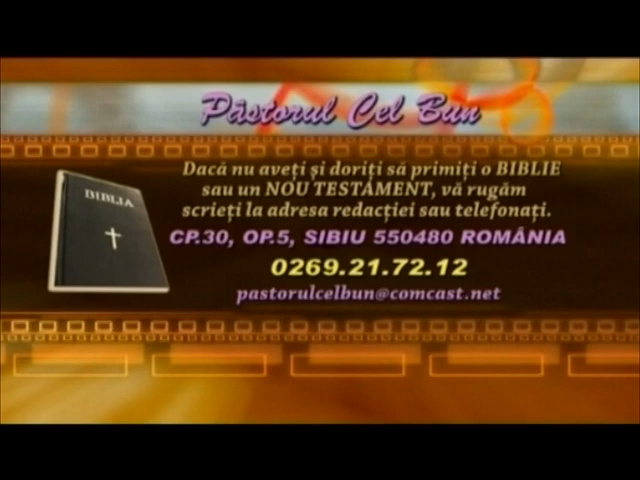 Păstorul Cel Bun
Dacă nu aveți și doriți să primiți o BIBLIE
sau un NOU TESTAMENT, vă rugăm
scrieți la adresa redacției sau telefonați.
BIBLIA
CP.30, OP.5, SIBIU 550480 ROMÂNIA
0269.21.72.12
pastorulcelbun@comcast.net